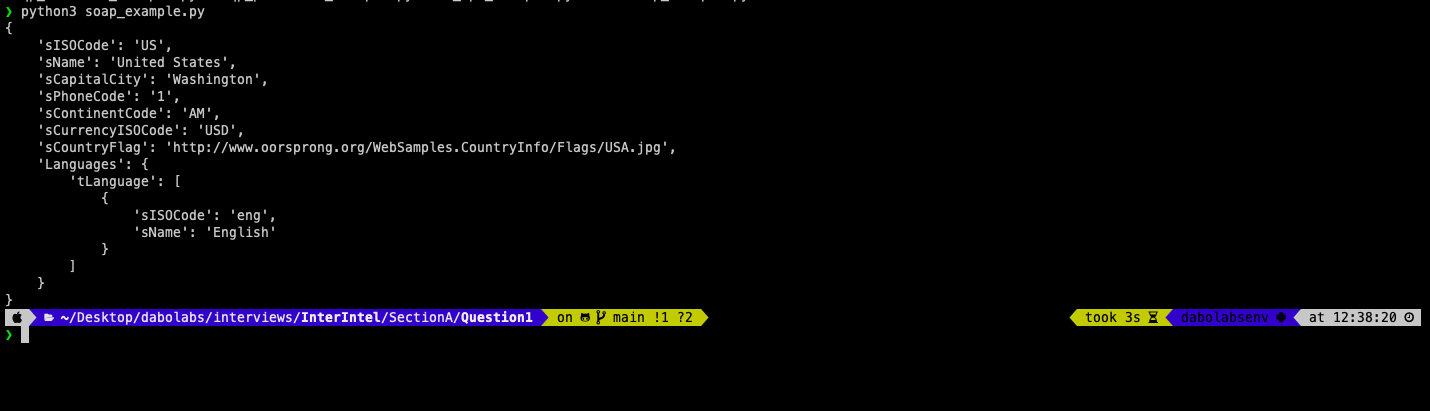 ❯ python3 soap_example.py
{
    'sISOCode': 'US',
    'sName': 'United States',
    'sCapitalCity': 'Washington',
    'sPhoneCode': '1',
    'sContinentCode': 'AM',
    'sCurrencyISOCode': 'USD',
    'sCountryFlag': 'http://www.oorsprong.org/WebSamples.CountryInfo/Flags/USA.jpg',
    'Languages': {
        'tLanguage': [
            {
                'sISOCode': 'eng',
                'sName': 'English'
            }
        ]
    }
}
~/Desktop/dabolabs/interviews/InterIntel/SectionA/Question1 on main !1 ?2 took 3s dabolabsenv at 12:38:20
❯